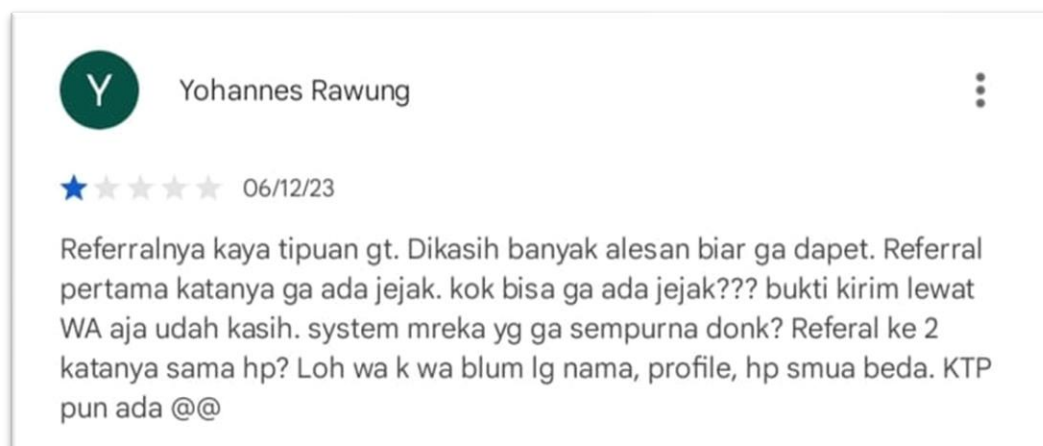 Y
Yohannes Rawung
06/12/23
Referralnya kaya tipuan gt. Dikasih banyak alesan biar ga dapet. Referral
pertama katanya ga ada jejak. kok bisa ga ada jejak??? bukti kirim lewat
WA aja udah kasih. system mreka yg ga sempurna donk? Referal ke 2
katanya sama hp? Loh wa k wa blum lg nama, profile, hp smua beda. KTP
pun ada @@